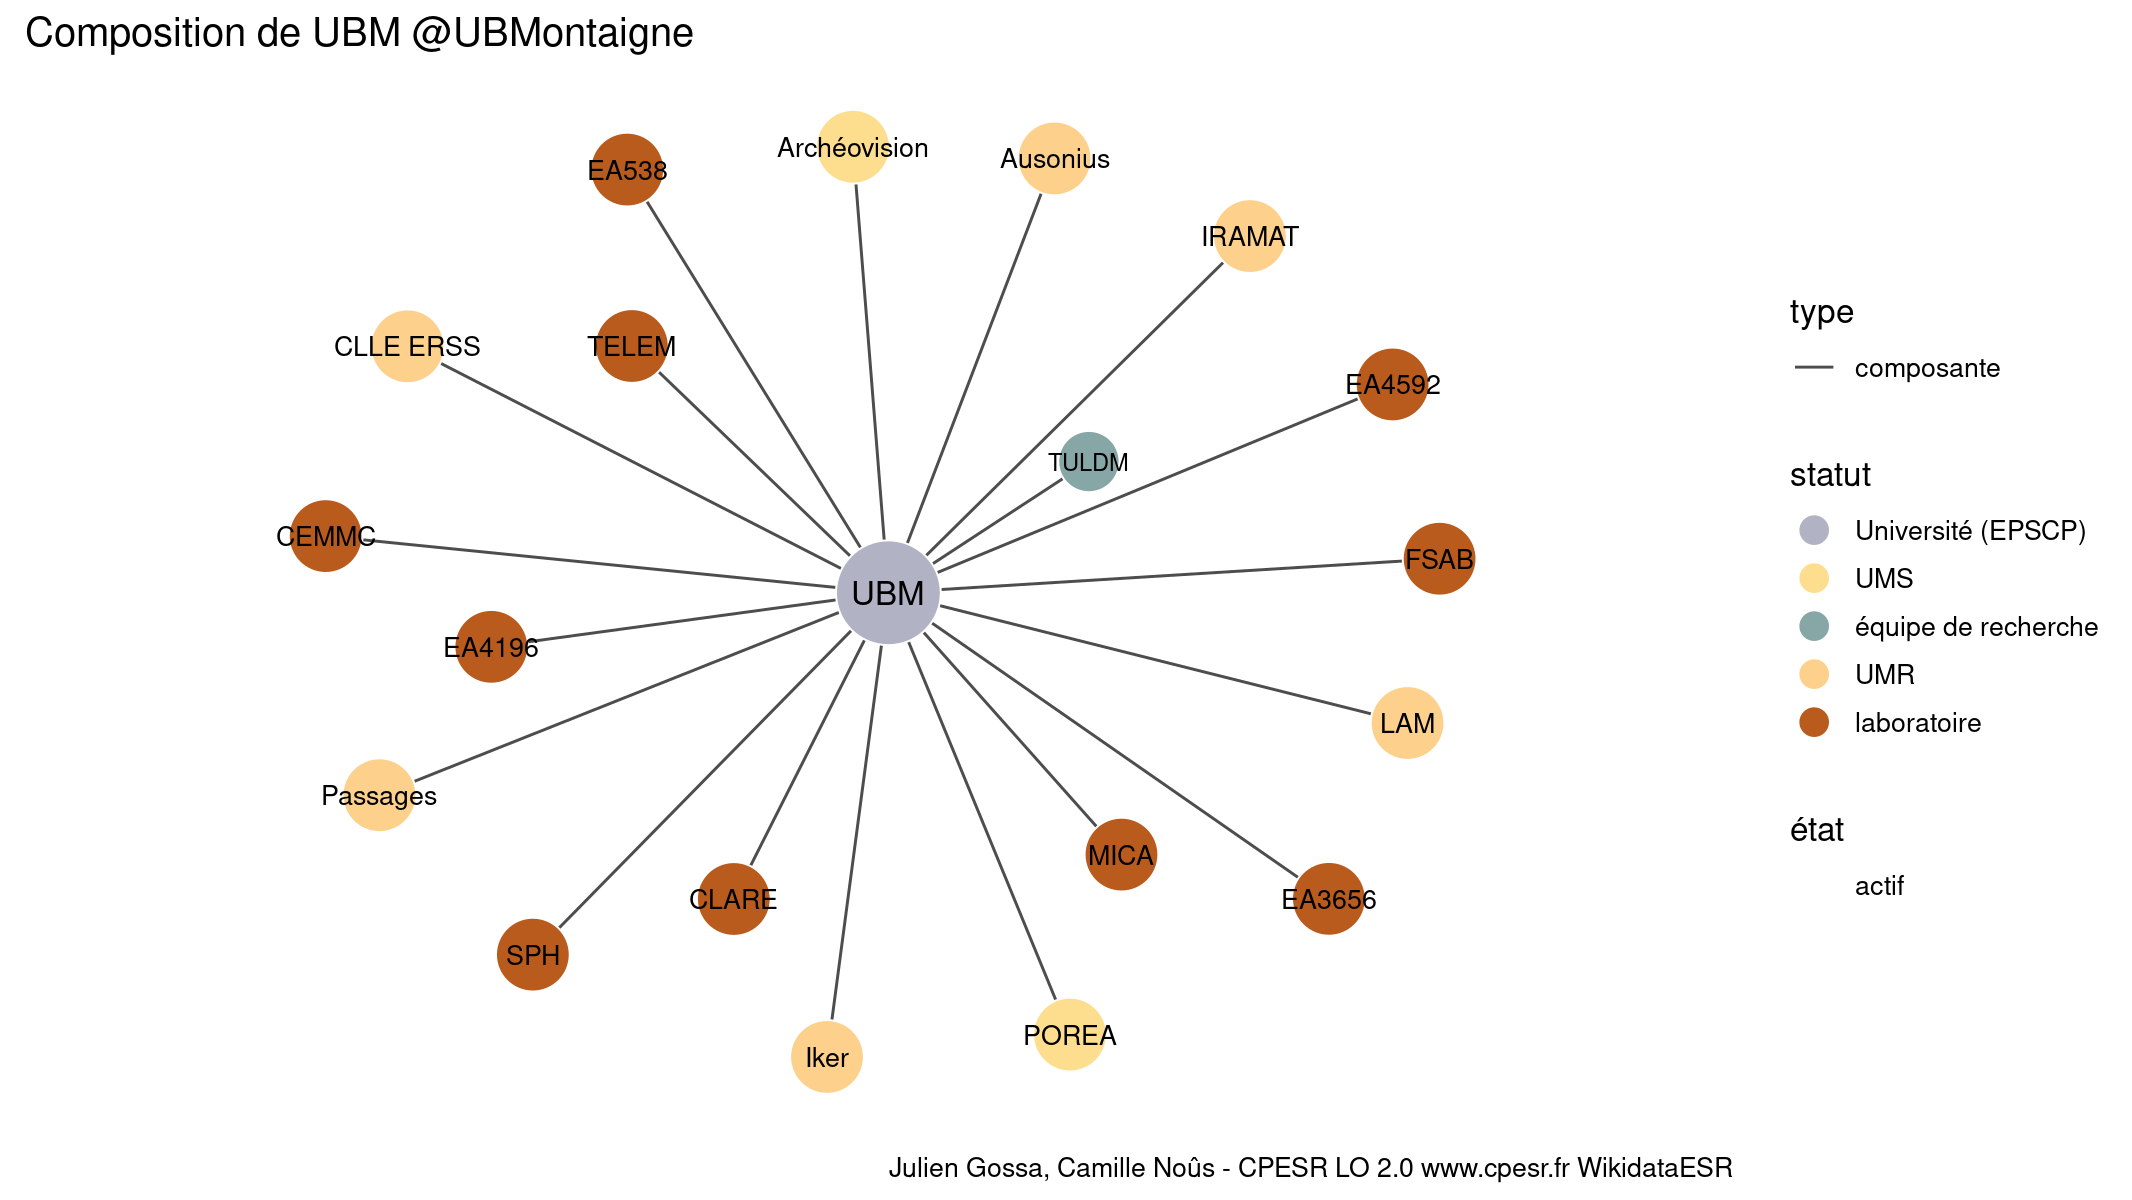 Composition de UBM @UBMontaigne
Archéovision
Ausonius
EA538
IRAMAT
CLLE ERSS
TELEM
EA4592
TULDM
CEMMC
FSAB
UBM
EA4196
LAM
Passages
MICA
CLARE
EA3656
SPH
POREA
Iker
type
composante
statut
Université (EPSCP)
UMS
équipe de recherche
UMR
laboratoire
état
actif
Julien Gossa, Camille Noûs - CPESR LO 2.0 www.cpesr.fr WikidataESR